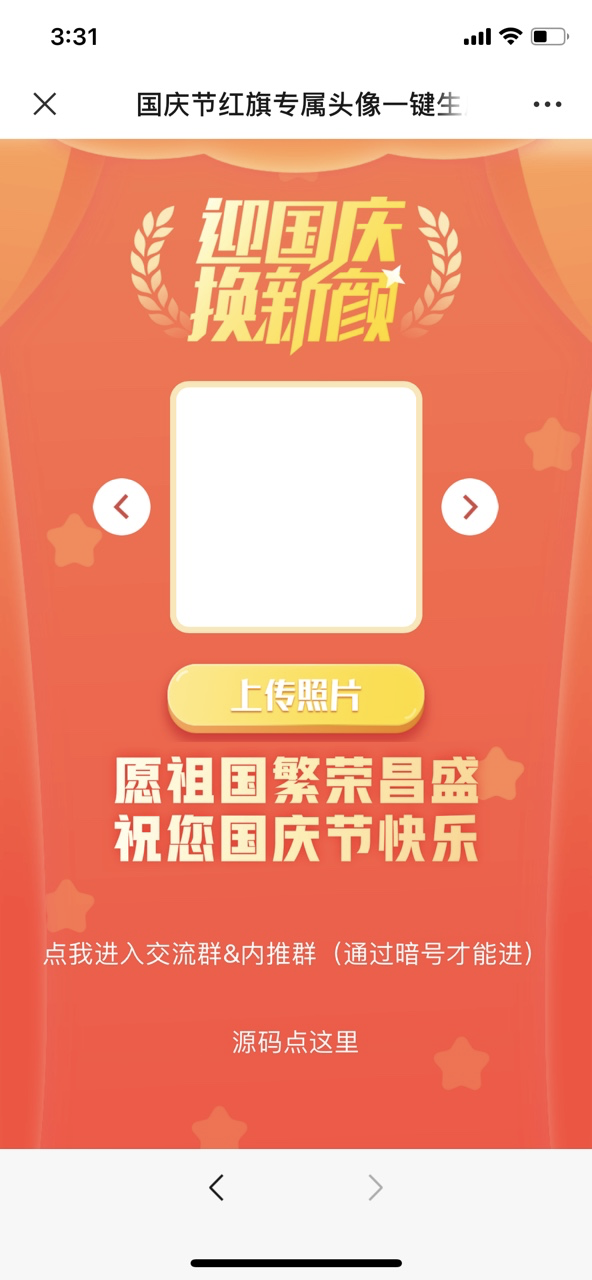 3:31
国庆节红旗专属头像一键生
迎国庆
换新颜
上传照片
愿祖国繁荣昌盛
祝您国庆节快乐
点我进入交流群&内推群（通过暗号才能进）
源码点这里